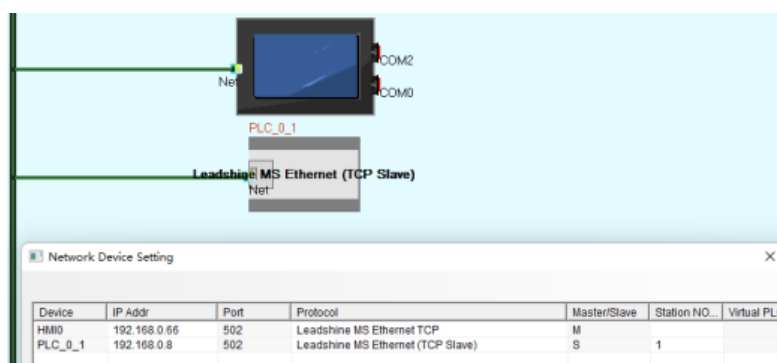 COM2
Net
COM0
PLC_0_1
Leadshine MS Ethernet (TCP Slave)
Net
Network Device Setting
Device IP Addr Port Protocol Master/Slave Station NO... Virtual PL
HMI0 192.168.0.66 502 Leadshine MS Ethernet TCP M
PLC_0_1 192.168.0.8 502 Leadshine MS Ethernet (TCP Slave) S 1